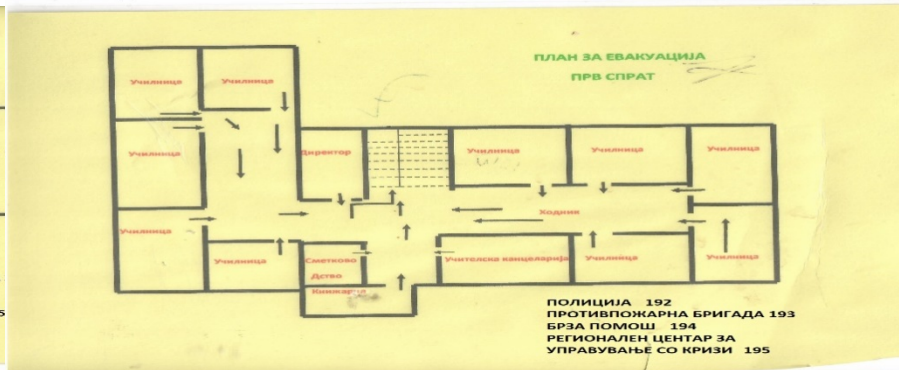 ПЛАН ЗА ЕВАКУАЦИЈА
ПРВ СПРАТ
Училница
Училница
Училница
Директор
Училница
Училница
Училница
Ходник
Училница
Училница
Сметково
Дство
Учителска канцеларија
Училница
Училница
ПОЛИЦИЈА 192
ПРОТИВПОЖАРНА БРИГАДА 193
БРЗА ПОМОШ 194
РЕГИОНАЛЕН ЦЕНТАР ЗА
УПРАВУВАЊЕ СО КРИЗИ 195